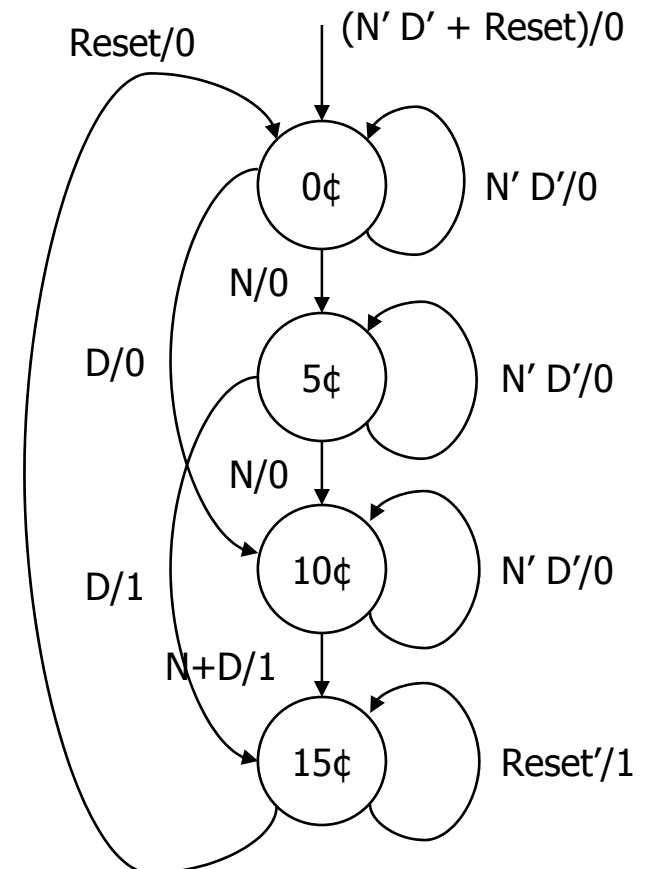 (N′ D′ + Reset)/0
Reset/0
0¢
N′ D′/0
N/0
D/0
5¢
N′ D′/0
N/0
10¢
N′ D′/0
D/1
N+D/1
15¢
Reset′/1